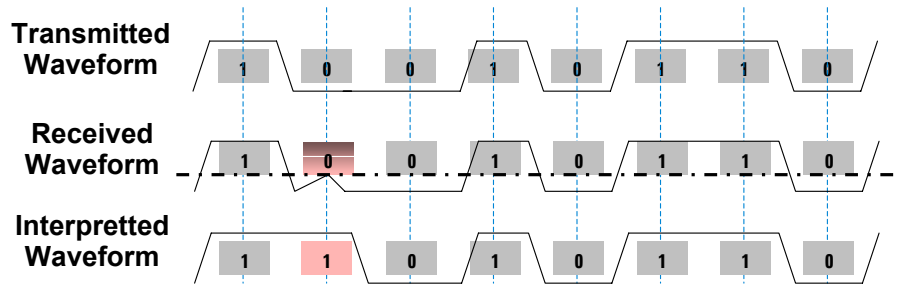 Transmitted
Waveform
1 0 0 1 0 1 1 0
Received
Waveform
1 0 0 1 0 1 1 0
Interpretted
Waveform
1 1 0 1 0 1 1 0